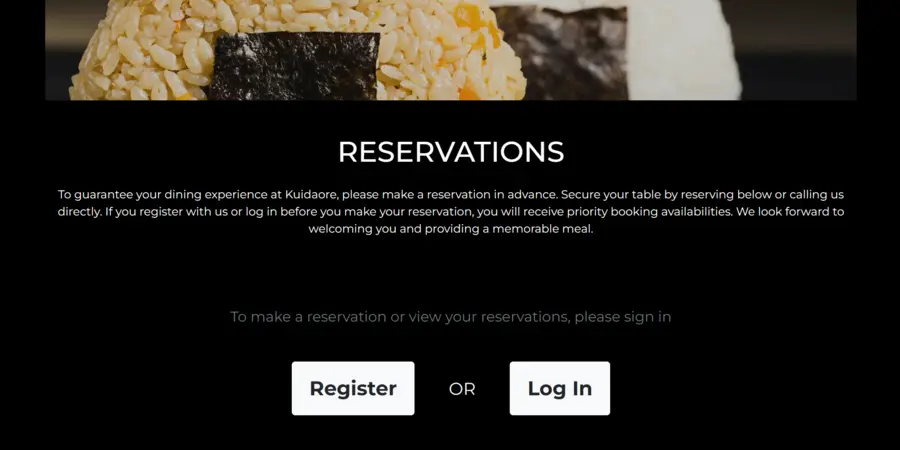 RESERVATIONS
To guarantee your dining experience at Kuidaore, please make a reservation in advance. Secure your table by reserving below or calling us
directly. If you register with us or log in before you make your reservation, you will receive priority booking availabilities. We look forward to
welcoming you and providing a memorable meal.
To make a reservation or view your reservations, please sign in
Register OR Log In